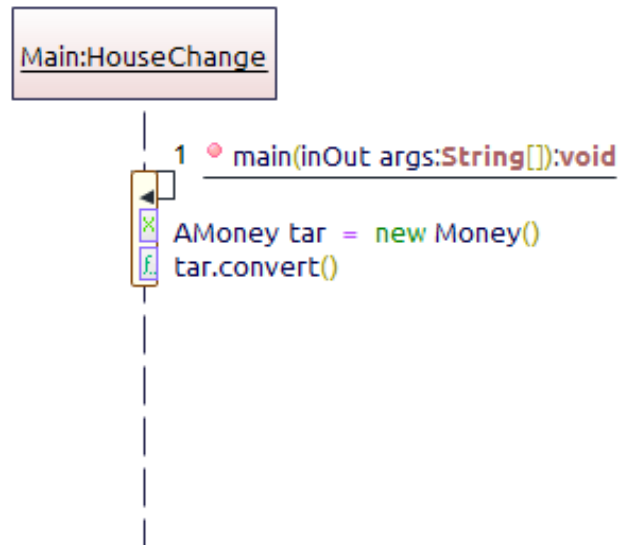 Main:HouseChange
1 main(inOut args:String[]):void
AMoney tar = new Money()
tar.convert()